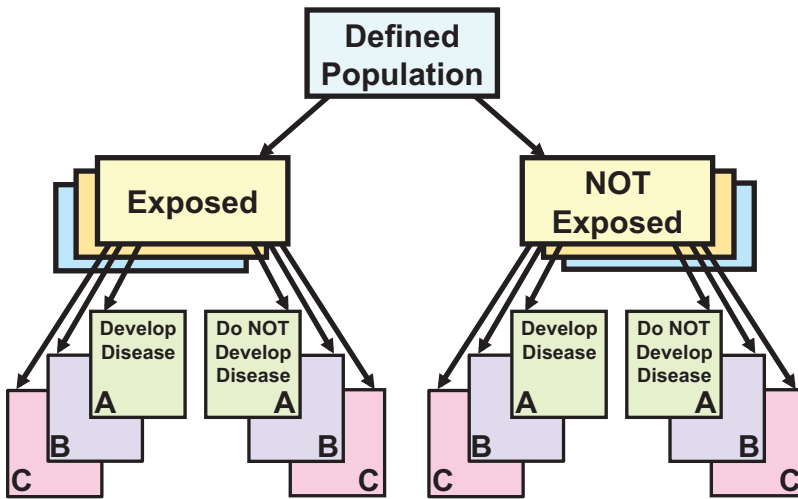 Defined
Population
Exposed
NOT
Exposed
Develop
Disease
A
B
C
Do NOT
Develop
Disease
A
B
C
Develop
Disease
A
B
C
Do NOT
Develop
Disease
A
B
C